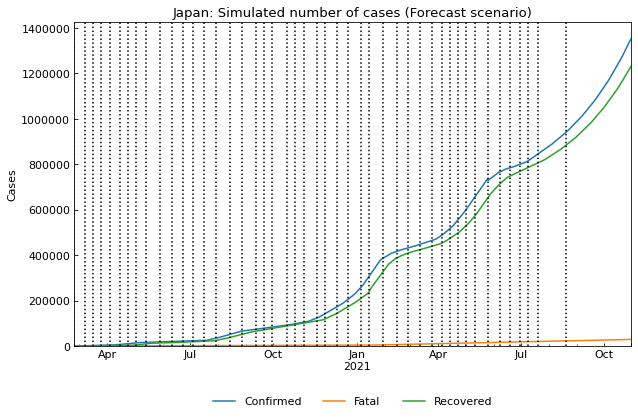 Japan: Simulated number of cases (Forecast scenario)
1400000
1200000
1000000
800000
600000
400000
200000
0
Cases
Apr Jul Oct Jan Apr Jul Oct
2021
Confirmed Fatal Recovered